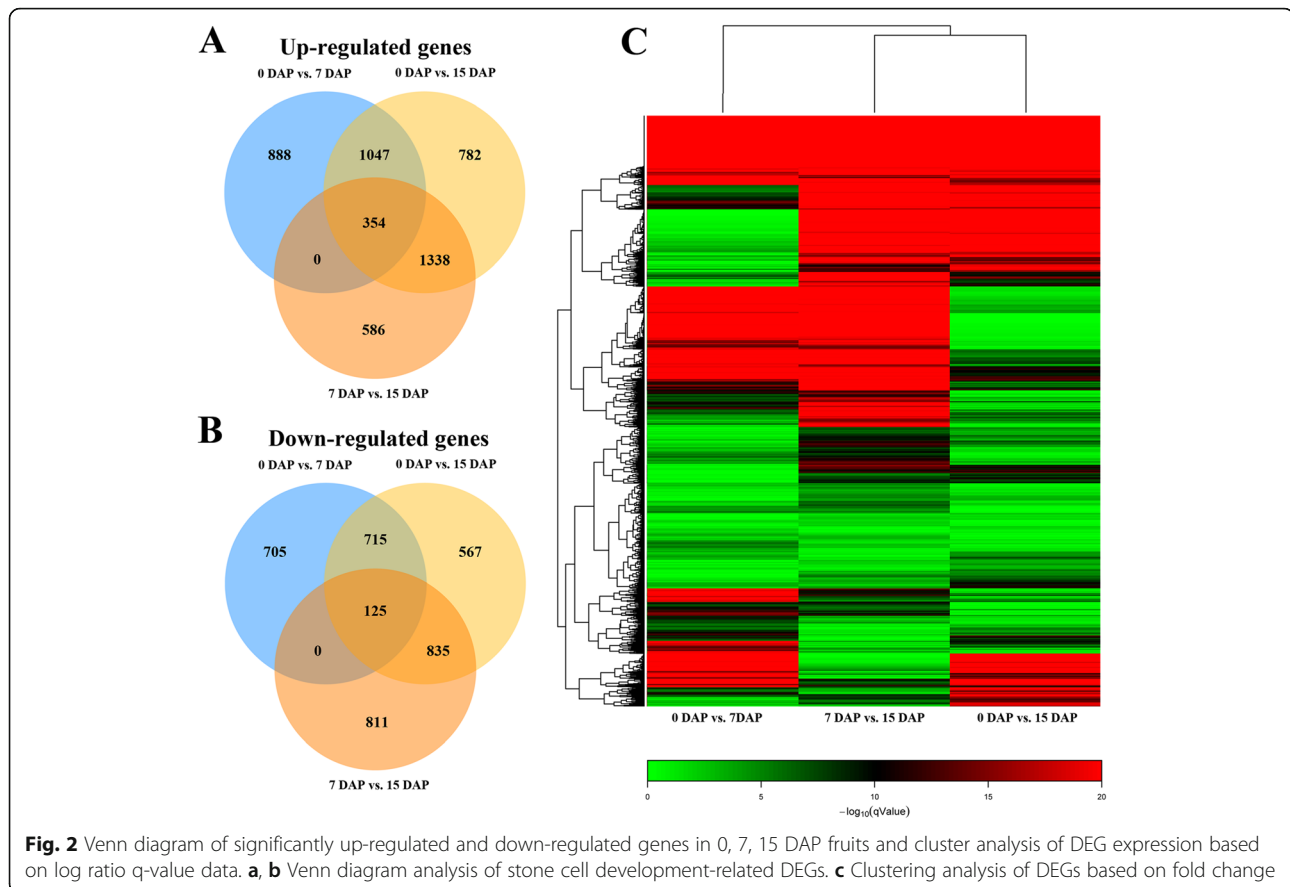 A
Up-regulated genes
0 DAP vs. 7 DAP
0 DAP vs. 15 DAP
888
1047
782
354
0
1338
586
7 DAP vs. 15 DAP
B
Down-regulated genes
0 DAP vs. 7 DAP
0 DAP vs. 15 DAP
705
715
567
125
0
835
811
7 DAP vs. 15 DAP
C
0 DAP vs. 7DAP
7 DAP vs. 15 DAP
0 DAP vs. 15 DAP
0
5
10
15
20
−log10(qValue)
Fig. 2 Venn diagram of significantly up-regulated and down-regulated genes in 0, 7, 15 DAP fruits and cluster analysis of DEG expression based
on log ratio q-value data. a, b Venn diagram analysis of stone cell development-related DEGs. c Clustering analysis of DEGs based on fold change